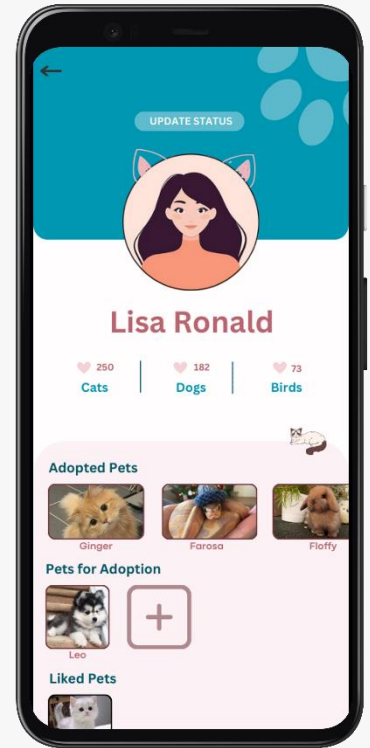 UPDATE STATUS
Lisa Ronald
250 182 73
Cats Dogs Birds
Adopted Pets
Ginger Farosa Floffy
Pets for Adoption
Leo
Liked Pets